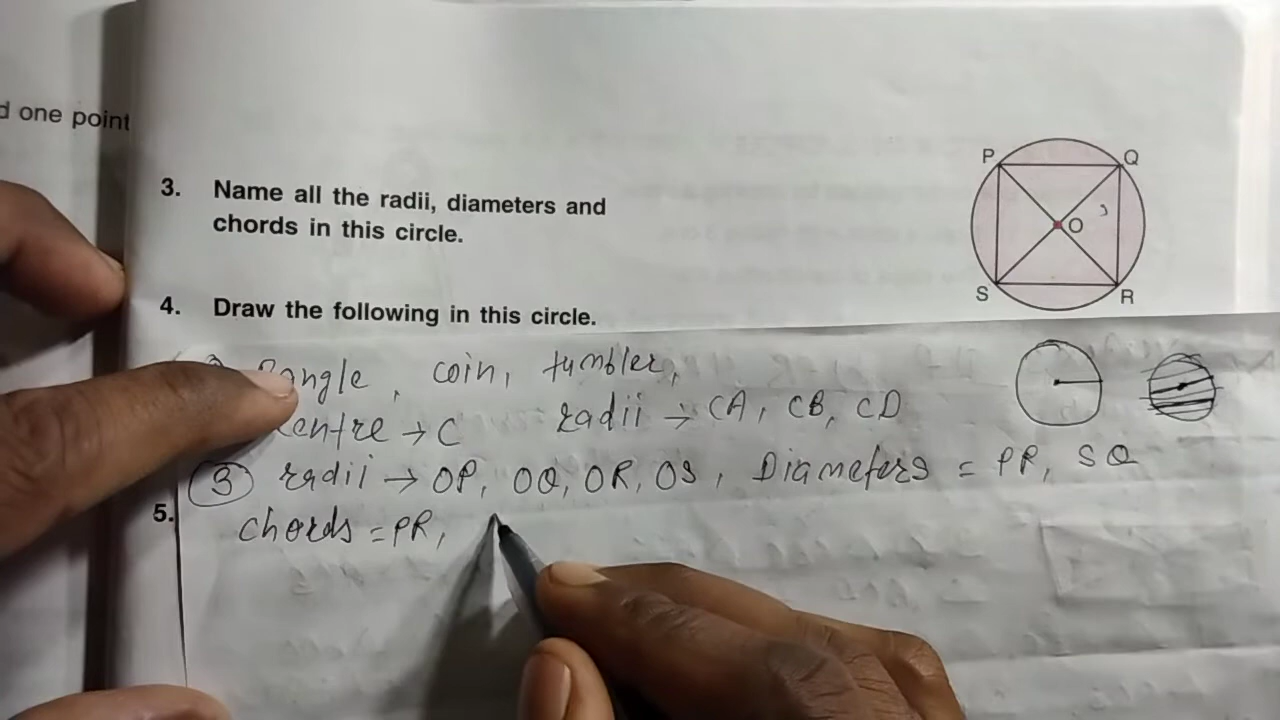 d one point
3. Name all the radii, diameters and
chords in this circle.
P Q
O
S R
4. Draw the following in this circle.
angle, coin, tumbler,
centre → C radii → CA, CB, CD
3 radii → OP, OQ, OR, OS, Diameters = PR, SQ
5.
chords = PR,